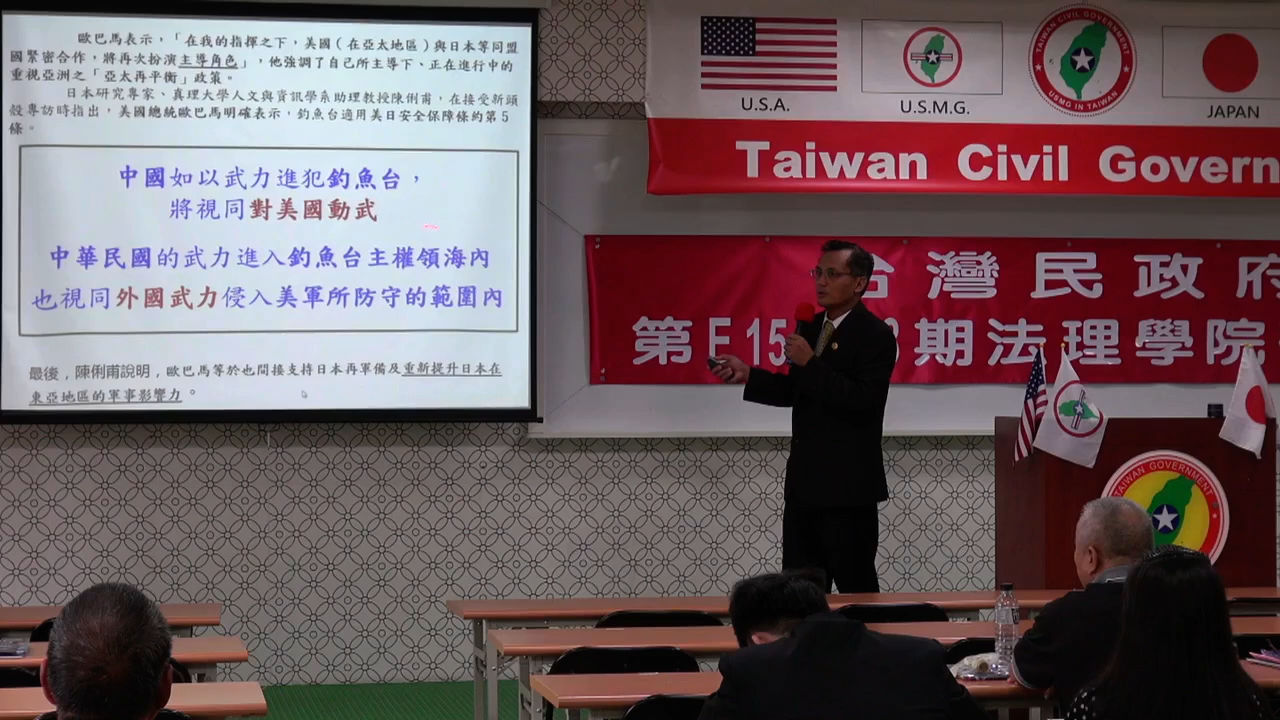 歐巴馬表示，「在我的指揮之下，美國（在亞太地區）與日本等同盟
國緊密合作，將再次扮演主導角色」，他強調了自己所主導下、正在進行中的
重視亞洲之「亞太再平衡」政策。
日本研究專家、真理大學人文與資訊學系助理教授陳俐甫，在接受新頭
殼專訪時指出，美國總統歐巴馬明確表示，釣魚台適用美日安全保障條約第5
條。
中國如以武力進犯釣魚台，
將視同對美國動武
中華民國的武力進入釣魚台主權領海內
也視同外國武力侵入美軍所防守的範圍內
最後，陳俐甫說明，歐巴馬等於也間接支持日本再軍備及重新提升日本在
東亞地區的軍事影響力。
U.S.A.
U.S.M.G.
TAIWAN CIVIL GOVERNMENT
USMG IN TAIWAN
JAPAN
Taiwan Civil Govern
台灣民政府
第F15 期法理學院
TAIWAN GOVERNMENT